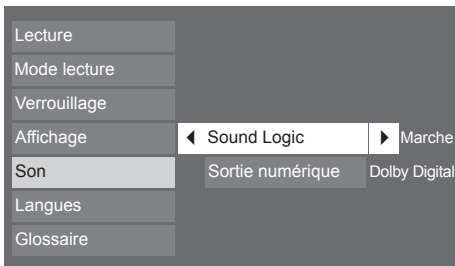 Lecture
Mode lecture
Verrouillage
Affichage Sound Logic Marche
Son Sortie numérique Dolby Digital
Langues
Glossaire